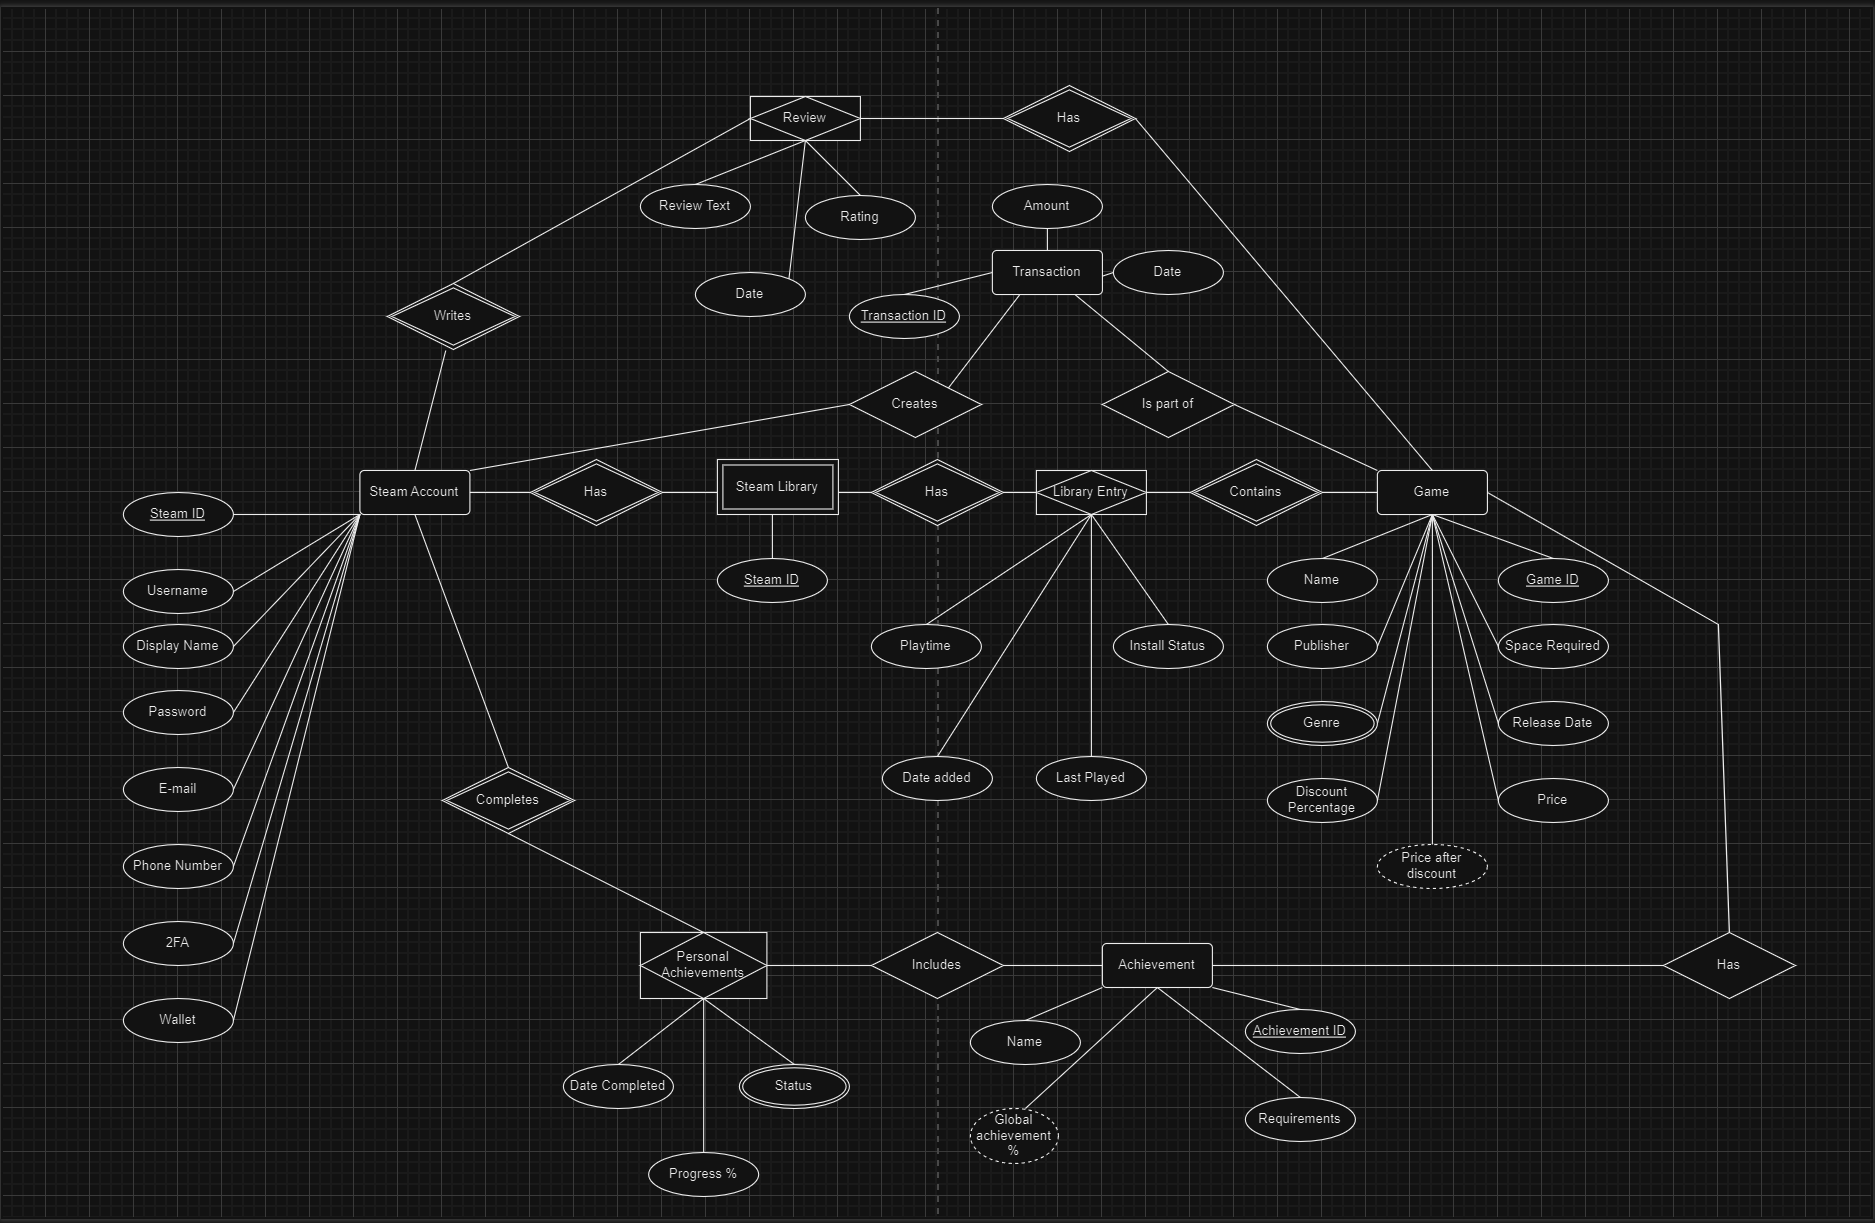 Review
Has
Review Text
Rating
Amount
Transaction
Date
Date
Transaction ID
Writes
Creates
Is part of
Steam Account
Has
Steam Library
Has
Library Entry
Contains
Game
Steam ID
Steam ID
Name
Game ID
Username
Display Name
Playtime
Install Status
Publisher
Space Required
Password
Genre
Release Date
E-mail
Completes
Date added
Last Played
Discount
Percentage
Price
Phone Number
Price after
discount
2FA
Personal
Achievements
Includes
Achievement
Has
Wallet
Name
Achievement ID
Date Completed
Status
Global
achievement
%
Requirements
Progress %